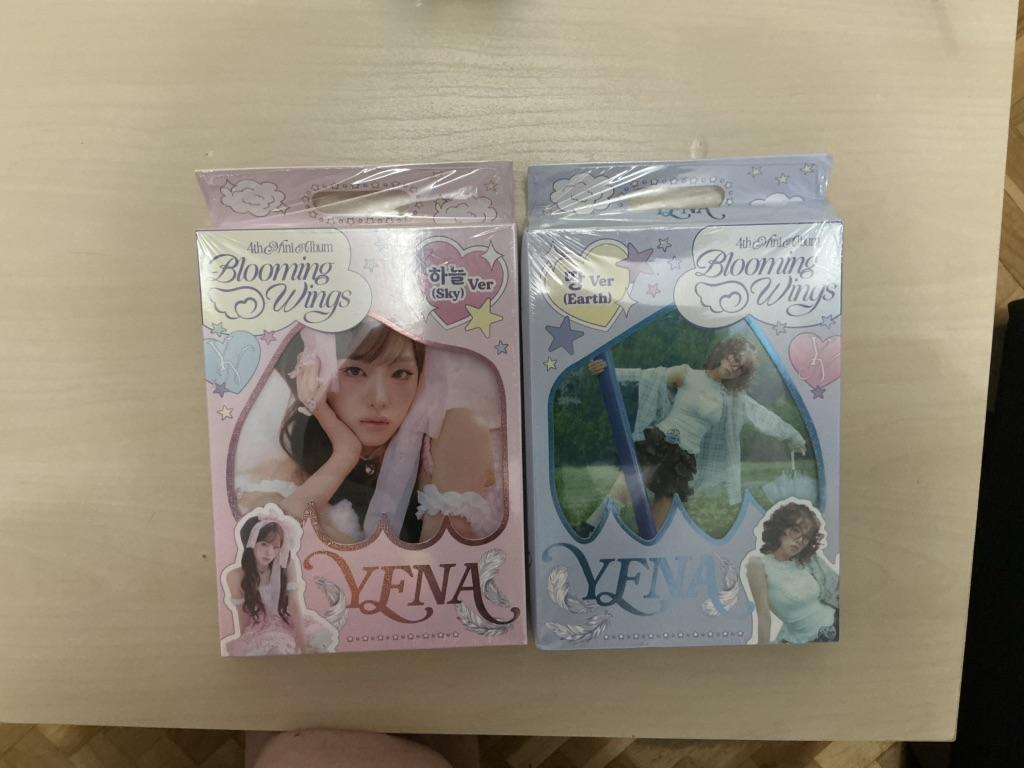 4th Mini Album
Blooming
Wings
하늘
(Sky) Ver
YENA
YENA
땅 Ver
(Earth)
4th Mini Album
Blooming
Wings
YENA